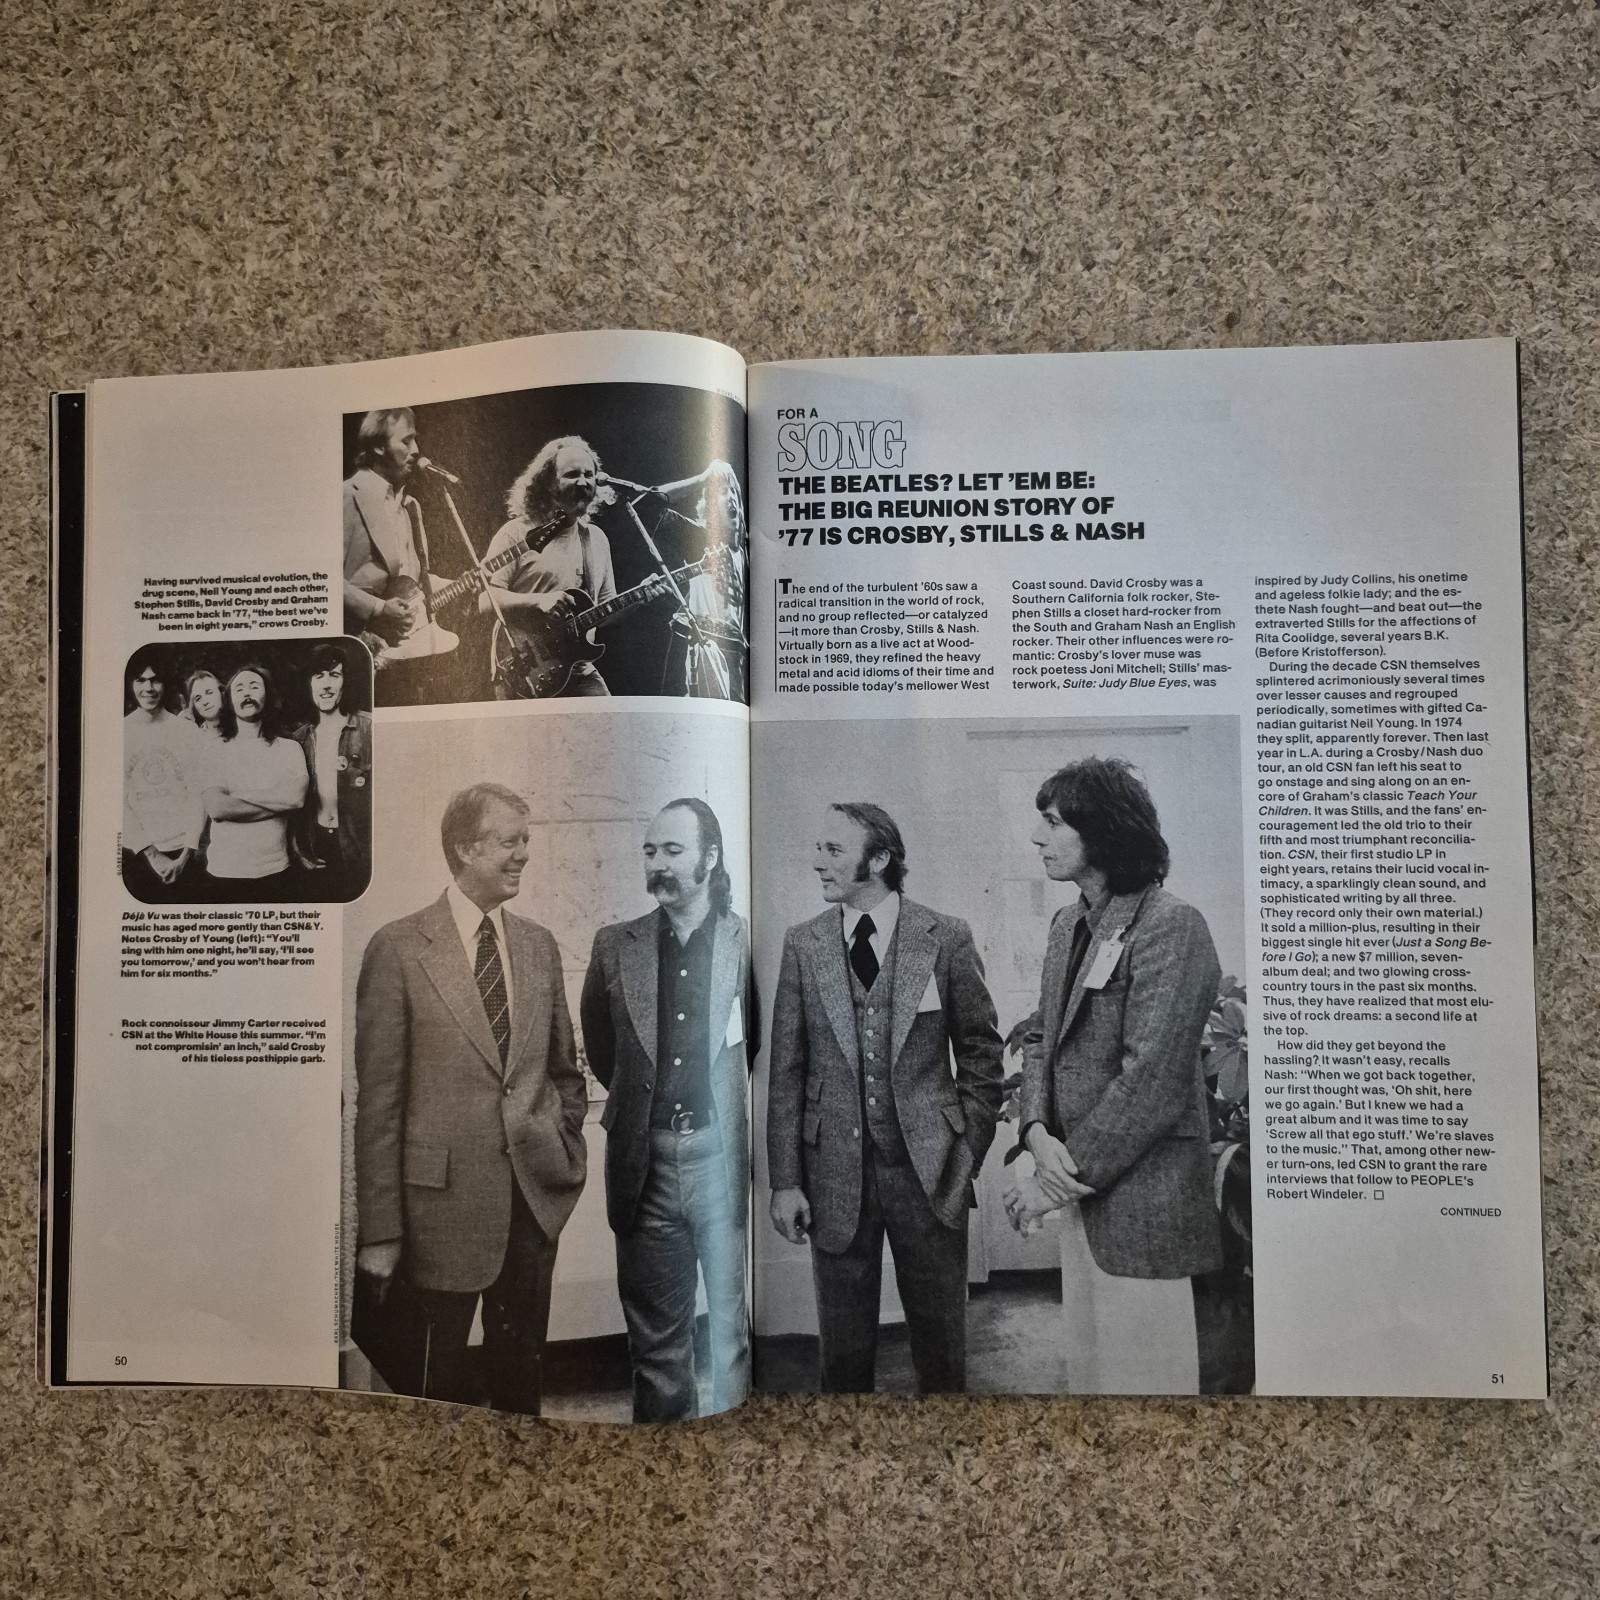 Having survived musical evolution, the
drug scene, Neil Young and each other,
Stephen Stills, David Crosby and Graham
Nash came back in '77, "the best we've
been in eight years," crows Crosby.
GLOBE PHOTOS
Déjà Vu was their classic '70 LP, but their
music has aged more gently than CSN&Y.
Notes Crosby of Young (left): "You'll
sing with him one night, he'll say, 'I'll see
you tomorrow,' and you won't hear from
him for six months."
Rock connoisseur Jimmy Carter received
CSN at the White House this summer. "I'm
not compromisin' an inch," said Crosby
of his tieless posthippie garb.
KARL SCHUMACHER/THE WHITE HOUSE
50
FOR A
SONG
THE BEATLES? LET 'EM BE:
THE BIG REUNION STORY OF
'77 IS CROSBY, STILLS & NASH
The end of the turbulent '60s saw a
radical transition in the world of rock,
and no group reflected—or catalyzed
—it more than Crosby, Stills & Nash.
Virtually born as a live act at Wood-
stock in 1969, they refined the heavy
metal and acid idioms of their time and
made possible today's mellower West
Coast sound. David Crosby was a
Southern California folk rocker, Ste-
phen Stills a closet hard-rocker from
the South and Graham Nash an English
rocker. Their other influences were ro-
mantic: Crosby's lover muse was
rock poetess Joni Mitchell; Stills' mas-
terwork, Suite: Judy Blue Eyes, was
inspired by Judy Collins, his onetime
and ageless folkie lady; and the es-
thete Nash fought—and beat out—the
extraverted Stills for the affections of
Rita Coolidge, several years B.K.
(Before Kristofferson).
During the decade CSN themselves
splintered acrimoniously several times
over lesser causes and regrouped
periodically, sometimes with gifted Ca-
nadian guitarist Neil Young. In 1974
they split, apparently forever. Then last
year in L.A. during a Crosby/Nash duo
tour, an old CSN fan left his seat to
go onstage and sing along on an en-
core of Graham's classic Teach Your
Children. It was Stills, and the fans' en-
couragement led the old trio to their
fifth and most triumphant reconcilia-
tion. CSN, their first studio LP in
eight years, retains their lucid vocal in-
timacy, a sparklingly clean sound, and
sophisticated writing by all three.
(They record only their own material.)
It sold a million-plus, resulting in their
biggest single hit ever (Just a Song Be-
fore I Go); a new $7 million, seven-
album deal; and two glowing cross-
country tours in the past six months.
Thus, they have realized that most elu-
sive of rock dreams: a second life at
the top.
How did they get beyond the
hassling? It wasn't easy, recalls
Nash: "When we got back together,
our first thought was, 'Oh shit, here
we go again.' But I knew we had a
great album and it was time to say
'Screw all that ego stuff.' We're slaves
to the music." That, among other new-
er turn-ons, led CSN to grant the rare
interviews that follow to PEOPLE's
Robert Windeler. □
CONTINUED
51